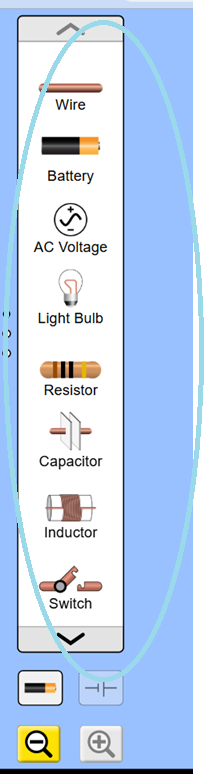 Wire
Battery
AC Voltage
Light Bulb
Resistor
Capacitor
Inductor
Switch